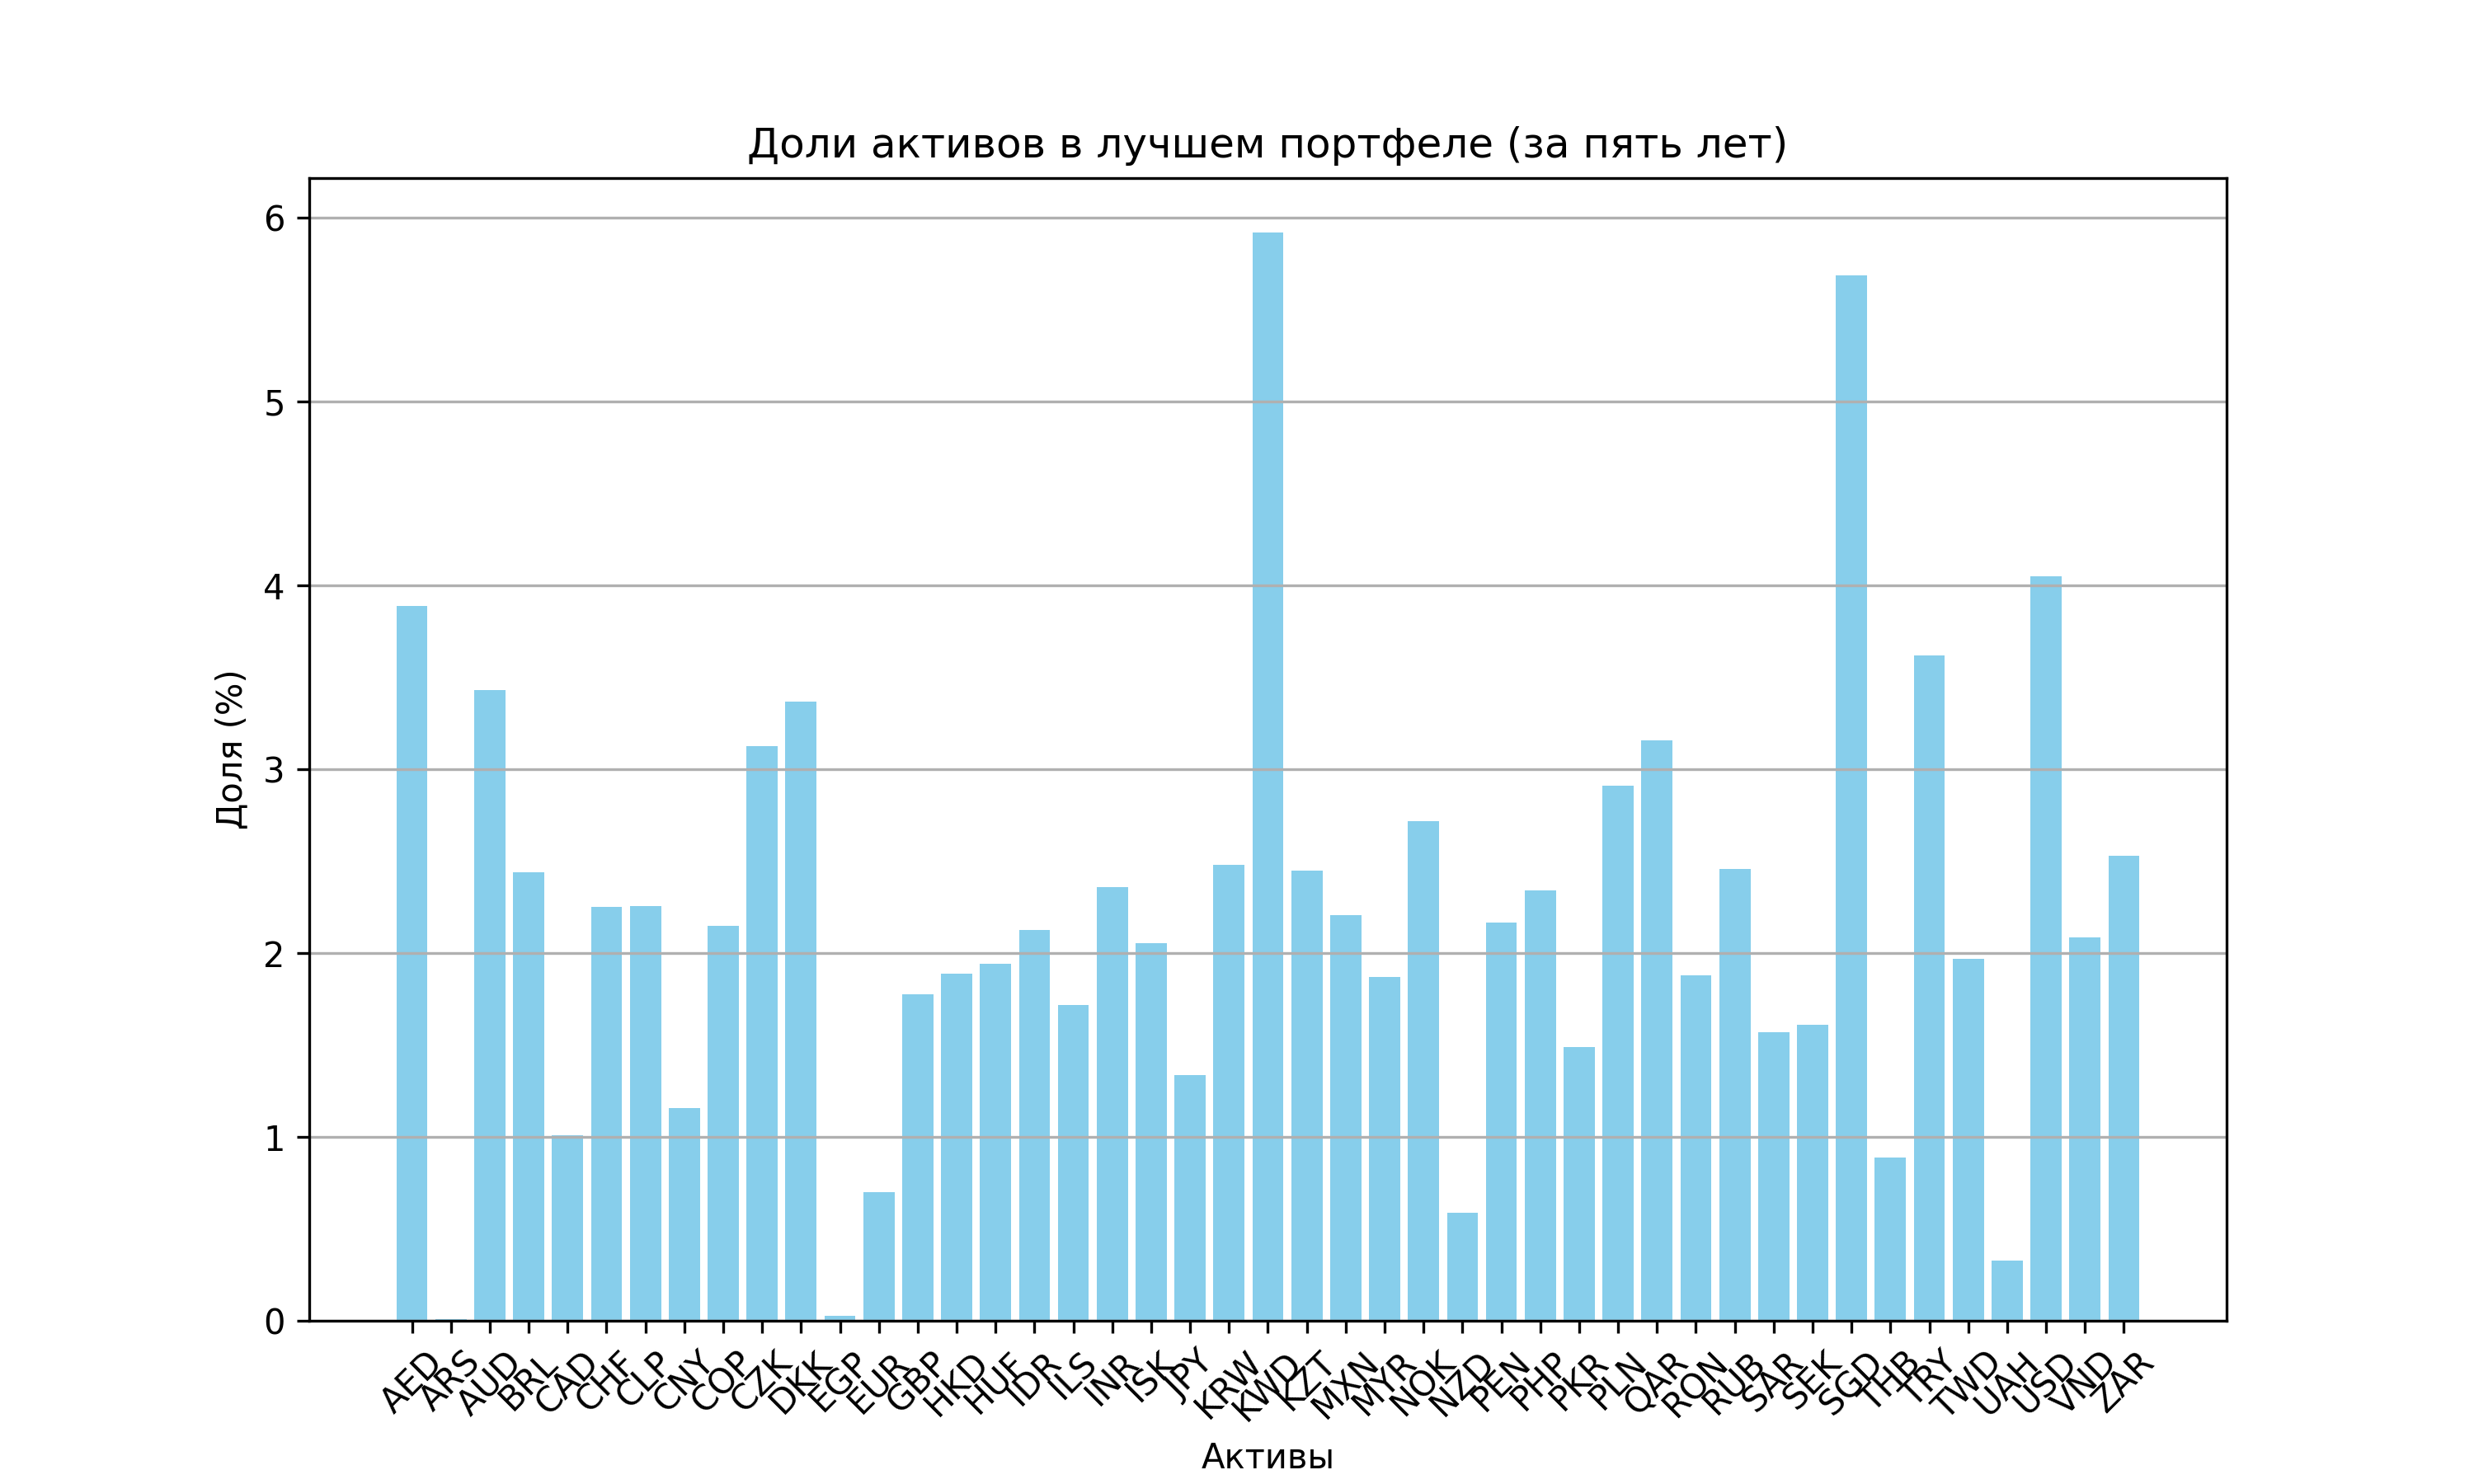 Доли активов в лучшем портфеле (за пять лет)
Доля (%)
6
5
4
3
2
1
0
AED
ARS
AUD
BRL
CAD
CHF
CLP
CNY
COP
CZK
DKK
EGP
EUR
GBP
HKD
HUF
IDR
ILS
INR
ISK
JPY
KRW
KWD
KZT
MXN
MYR
NOK
NZD
PEN
PHP
PKR
PLN
QAR
RON
RUB
SAR
SEK
SGD
THB
TRY
TWD
UAH
USD
VND
ZAR
Активы